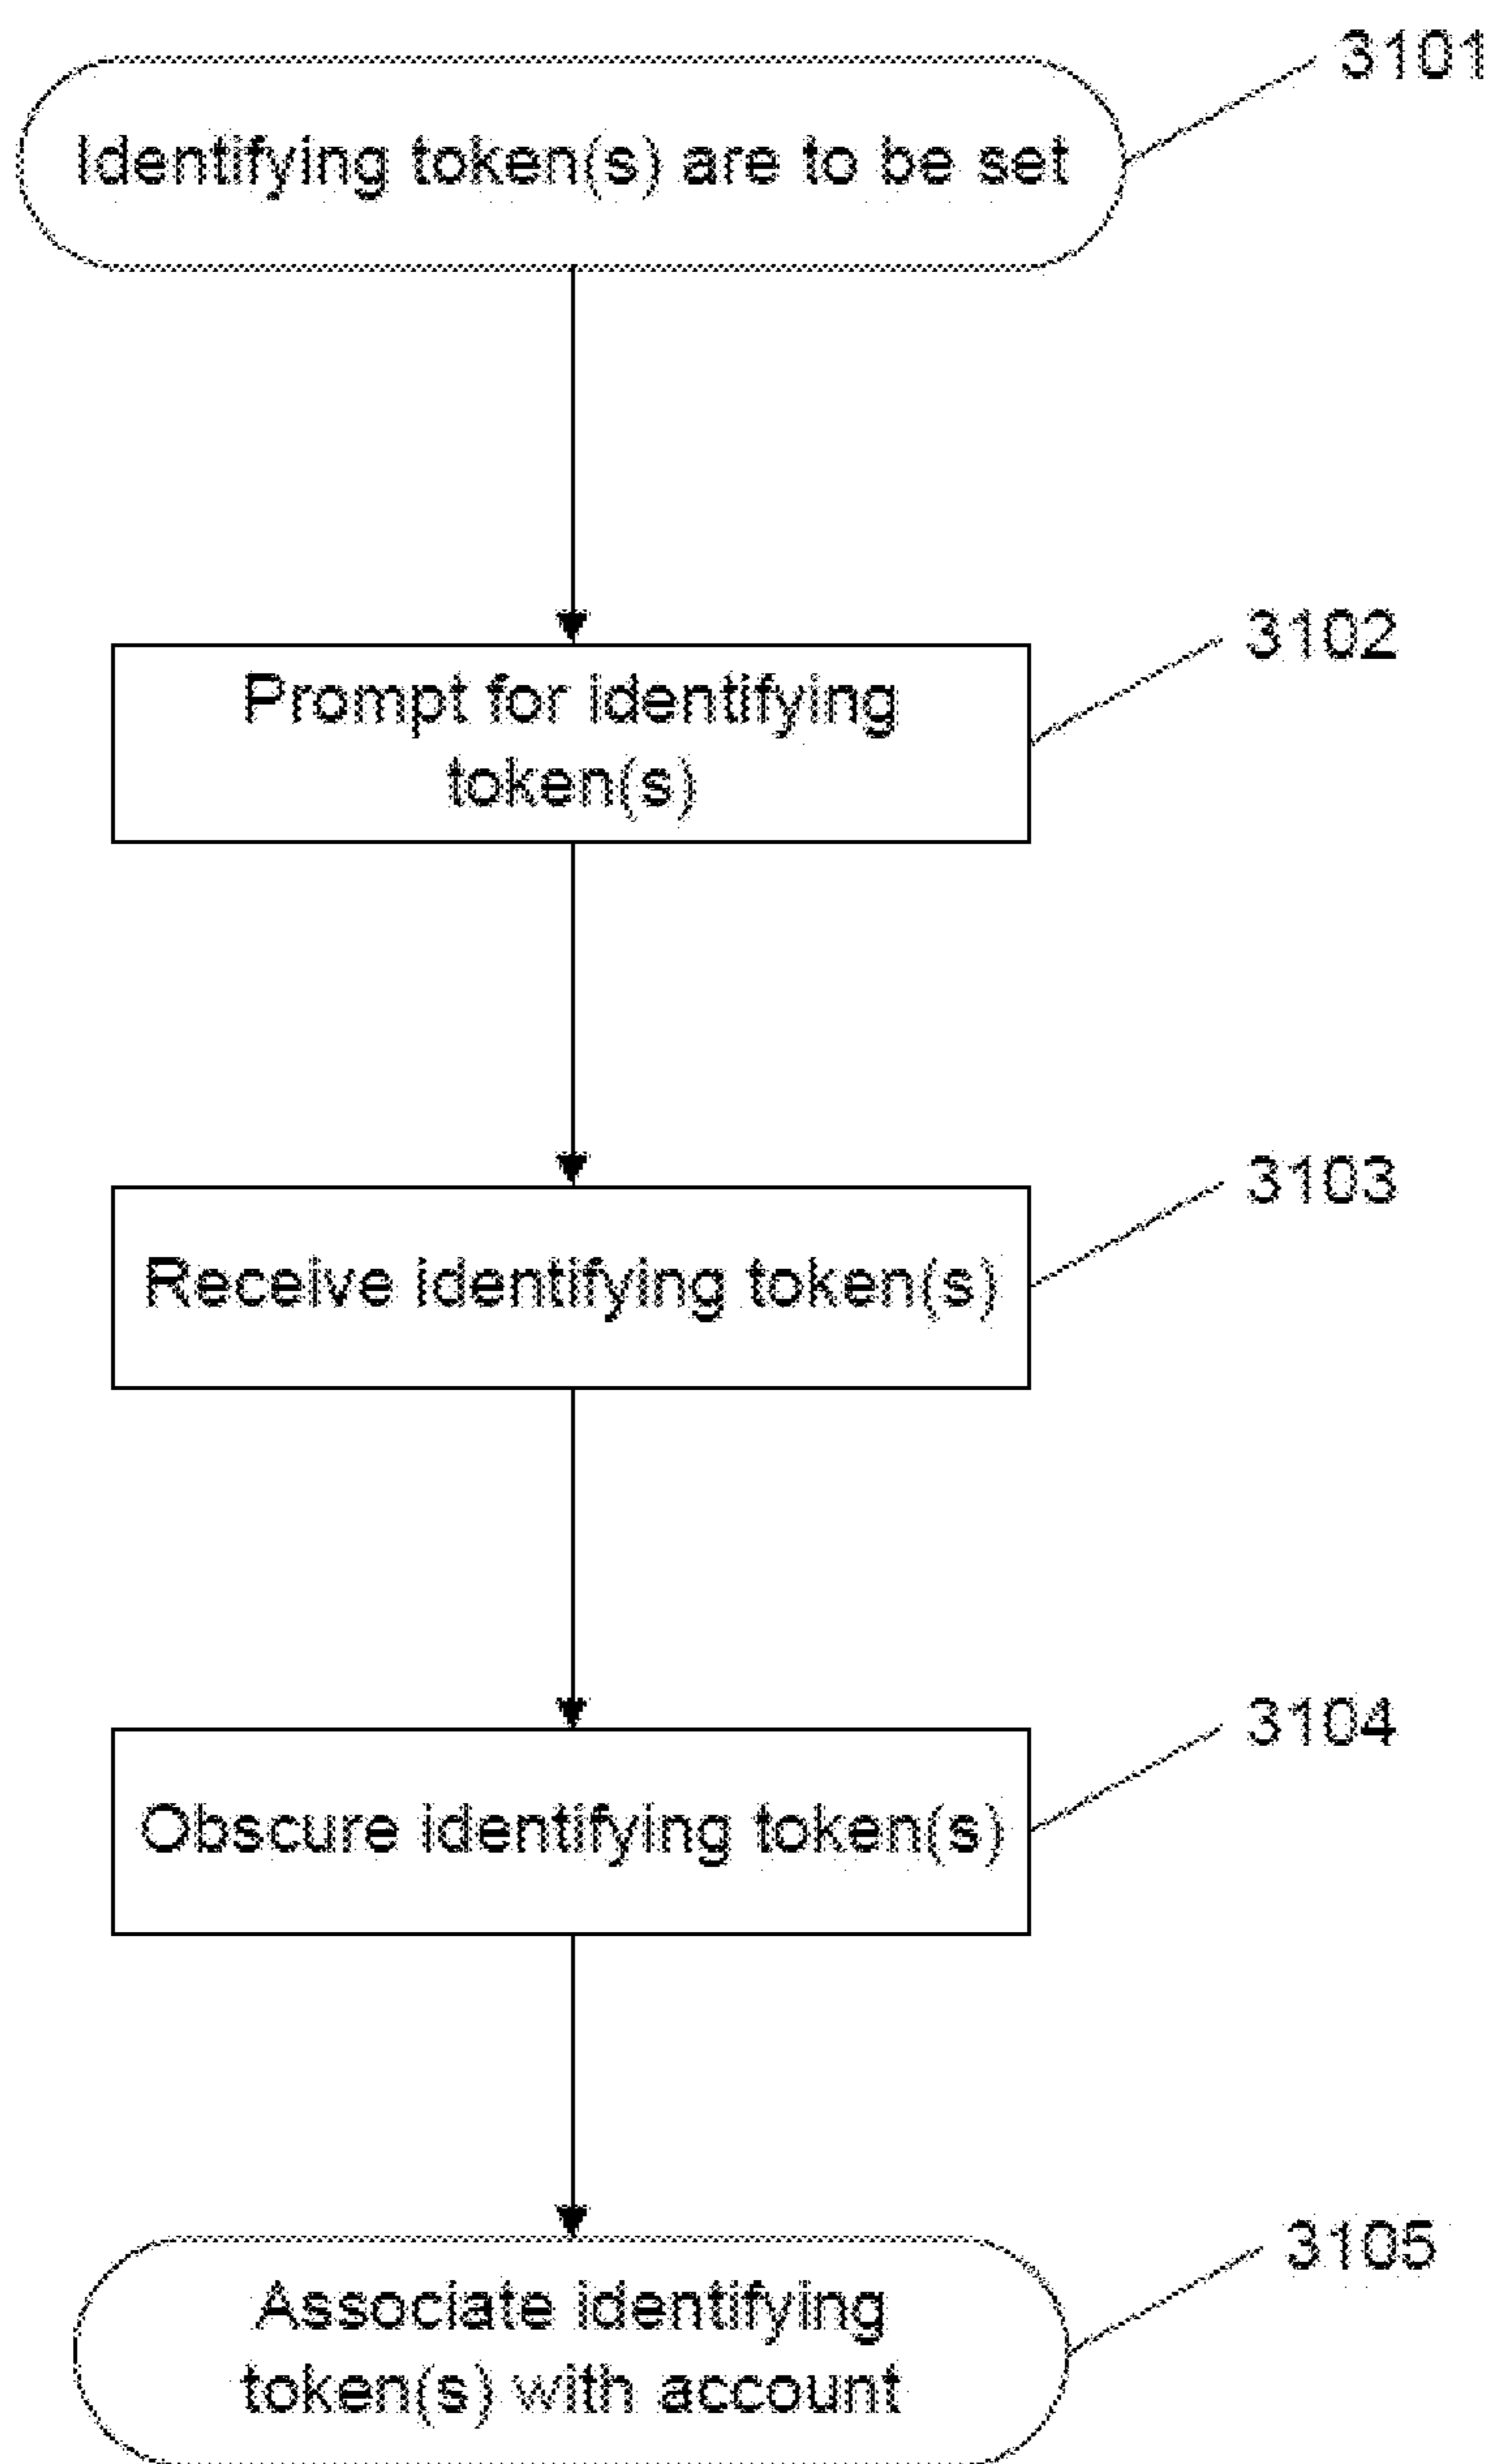 3101
Identifying token(s) are to be set
3102
Prompt for identifying
token(s)
3103
Receive identifying token(s)
3104
Obscure identifying token(s)
3105
Associate identifying
token(s) with account